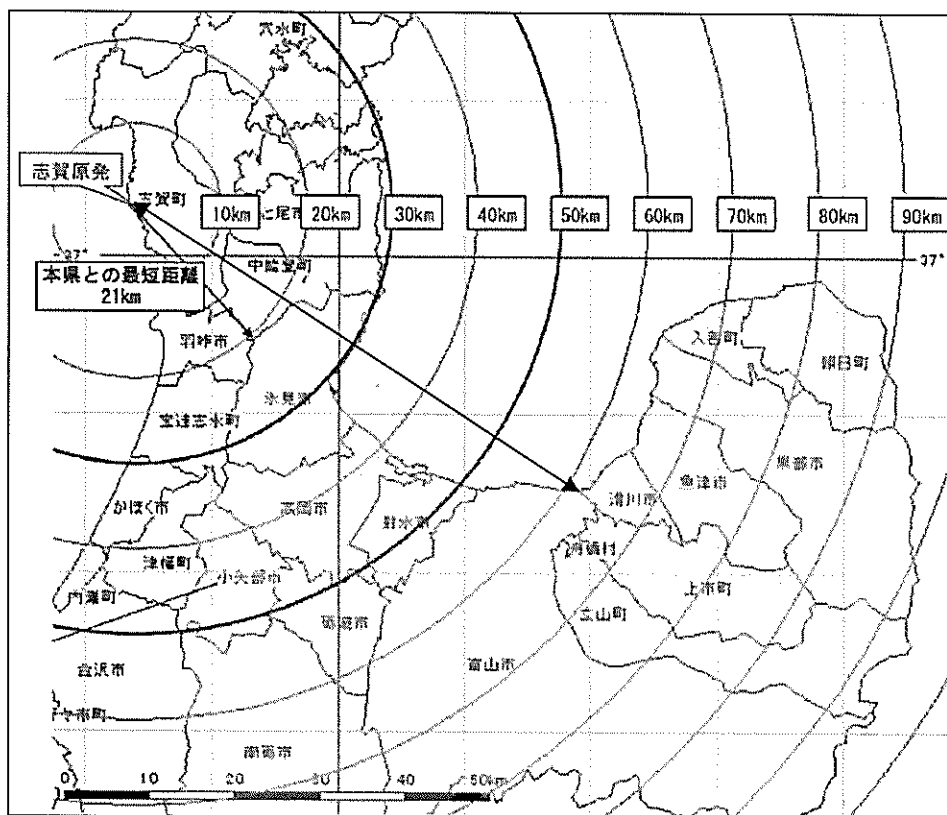 穴水町
志賀原発
志賀町
10km
七尾市
20km
30km
40km
50km
60km
70km
80km
90km
37°
37°
中能登町
本県との最短距離
21km
羽咋市
入善町
朝日町
氷見市
宝達志水町
黒部市
魚津市
滑川市
かほく市
高岡市
射水市
舟橋村
津幡町
小矢部市
上市町
内灘町
立山町
砺波市
金沢市
富山市
々市町
南砺市
0 10 20 30 40 50km